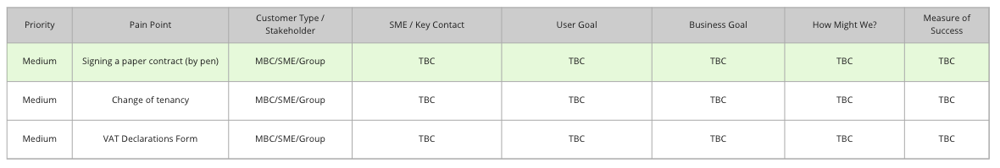 Priority Pain Point Customer Type / Stakeholder SME / Key Contact User Goal Business Goal How Might We? Measure of Success
Medium Signing a paper contract (by pen) MBC/SME/Group TBC TBC TBC TBC TBC
Medium Change of tenancy MBC/SME/Group TBC TBC TBC TBC TBC
Medium VAT Declarations Form MBC/SME/Group TBC TBC TBC TBC TBC